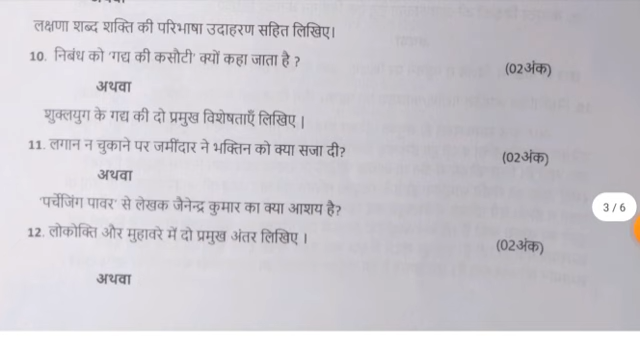 लक्षणा शब्द शक्ति की परिभाषा उदाहरण सहित लिखिए।
10. निबंध को 'गद्य की कसौटी' क्यों कहा जाता है ? (02अंक)
अथवा
शुक्लयुग के गद्य की दो प्रमुख विशेषताएँ लिखिए |
11. लगान न चुकाने पर जमींदार ने भक्तिन को क्या सजा दी? (02अंक)
अथवा
'पर्चेजिंग पावर' से लेखक जैनेन्द्र कुमार का क्या आशय है?
3 / 6
12. लोकोक्ति और मुहावरे में दो प्रमुख अंतर लिखिए । (02अंक)
अथवा